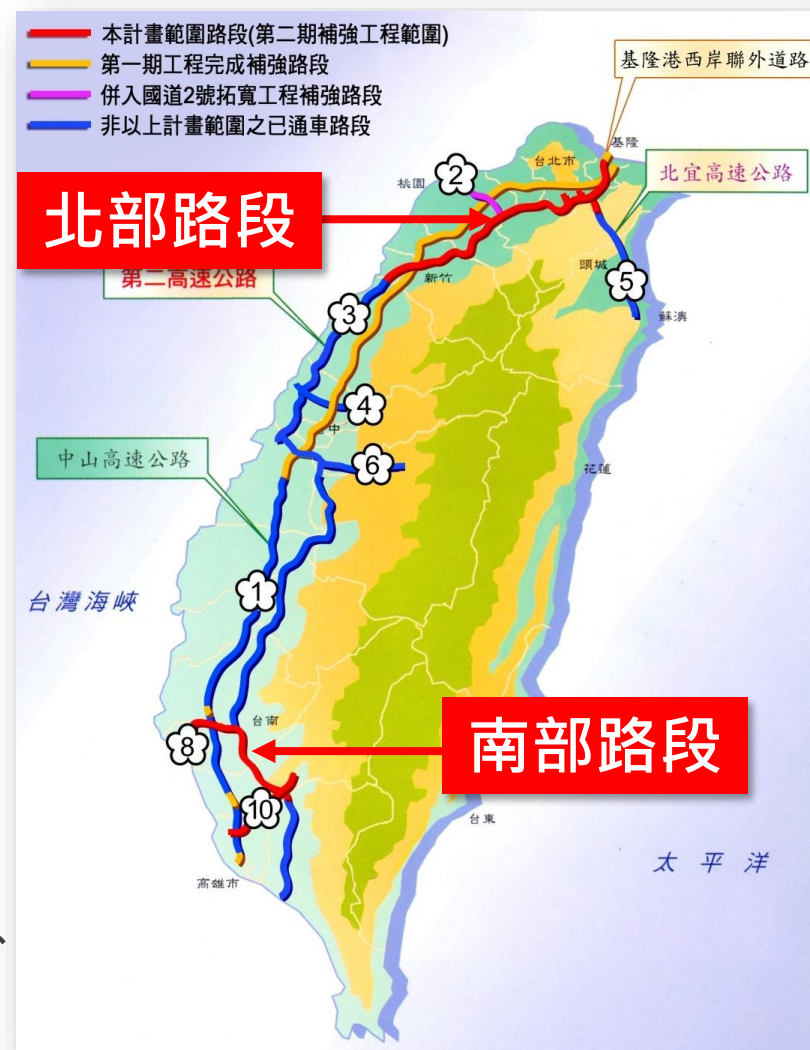 本計畫範圍路段(第二期補強工程範圍)
第一期工程完成補強路段
併入國道2號拓寬工程補強路段
非以上計畫範圍之已通車路段
基隆港西岸聯外道路
基隆
台北市
北宜高速公路
桃園
2
北部路段
第二高速公路
新竹
頭城
5
蘇澳
3
4
中
6
中山高速公路
花蓮
1
台灣海峽
台南
8
南部路段
10
台東
高雄市
太平洋